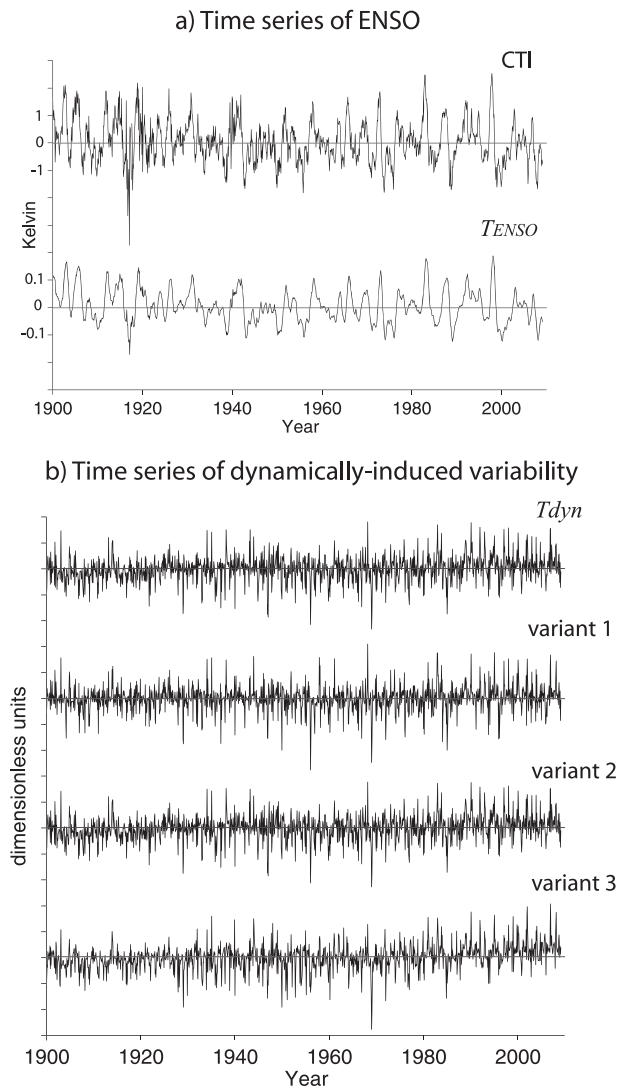 a) Time series of ENSO
CTI
1
0
-1
Kelvin
TENSO
0.1
0
-0.1
1900 1920 1940 1960 1980 2000
Year
b) Time series of dynamically-induced variability
Tdyn
variant 1
variant 2
variant 3
dimensionless units
1900 1920 1940 1960 1980 2000
Year